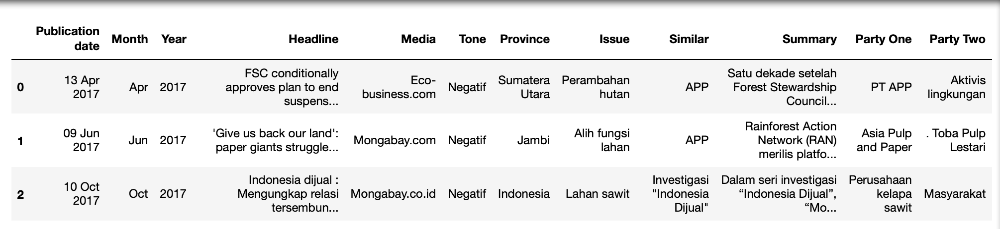 Publication date Month Year Headline Media Tone Province Issue Similar Summary Party One Party Two
0 13 Apr 2017 Apr 2017 FSC conditionally approves plan to end suspens... Eco-business.com Negatif Sumatera Utara Perambahan hutan APP Satu dekade setelah Forest Stewardship Council... PT APP Aktivis lingkungan
1 09 Jun 2017 Jun 2017 'Give us back our land': paper giants struggle... Mongabay.com Negatif Jambi Alih fungsi lahan APP Rainforest Action Network (RAN) merilis platfo... Asia Pulp and Paper . Toba Pulp Lestari
2 10 Oct 2017 Oct 2017 Indonesia dijual : Mengungkap relasi tersembun... Mongabay.co.id Negatif Indonesia Lahan sawit Investigasi "Indonesia Dijual" Dalam seri investigasi “Indonesia Dijual”, “Mo... Perusahaan kelapa sawit Masyarakat